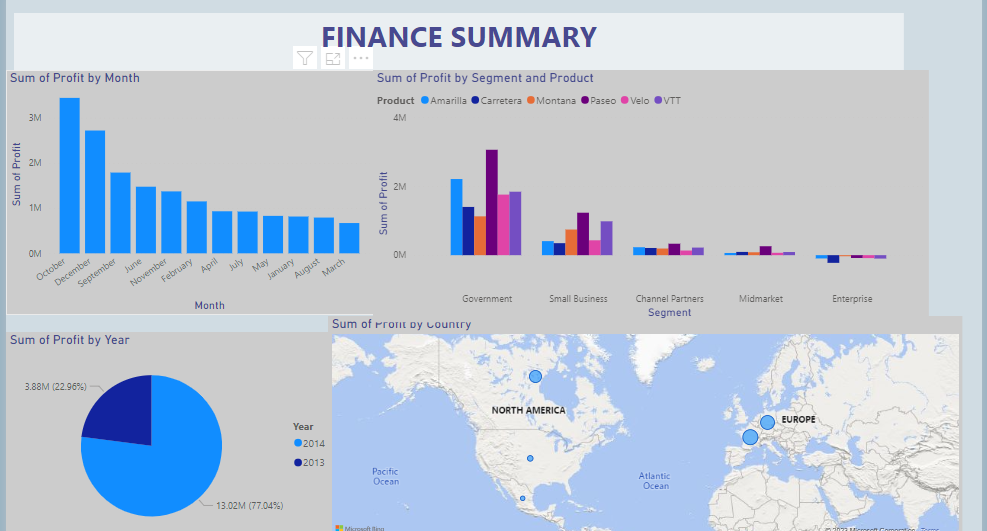 FINANCE SUMMARY
Sum of Profit by Month
Sum of Profit
3M
2M
1M
0M
October
December
September
June
November
February
April
July
May
January
August
March
Month
Sum of Profit by Segment and Product
Product Amarilla Carretera Montana Paseo Velo VTT
Sum of Profit
4M
2M
0M
Government
Small Business
Channel Partners
Midmarket
Enterprise
Segment
Sum of Profit by Year
3.88M (22.96%)
13.02M (77.04%)
Year
2014
2013
Sum of Profit by Country
NORTH AMERICA
EUROPE
Pacific
Ocean
Atlantic
Ocean
Microsoft Bing
© 2023 Microsoft Corporation Terms